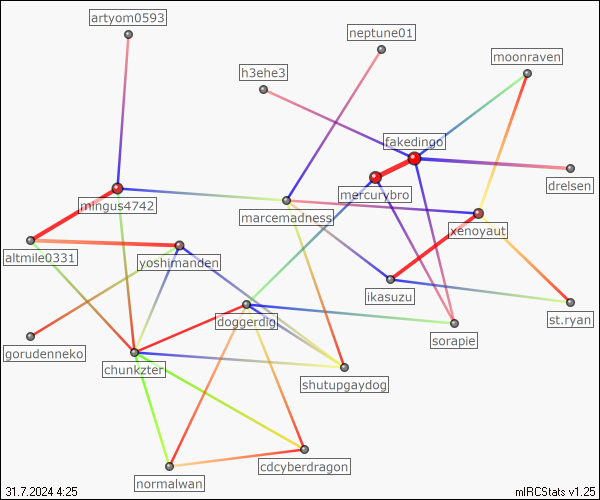 artyom0593
neptune01
moonraven
h3ehe3
fakedingo
drelsen
mercurybro
mingus4742
marcemadness
xenoyaut
altmile0331
yoshimanden
ikasuzu
st.ryan
doggerdig
sorapie
gorudenneko
chunkzter
shutupgaydog
cdcyberdragon
normalwan
31.7.2024 4:25
mIRCStats v1.25